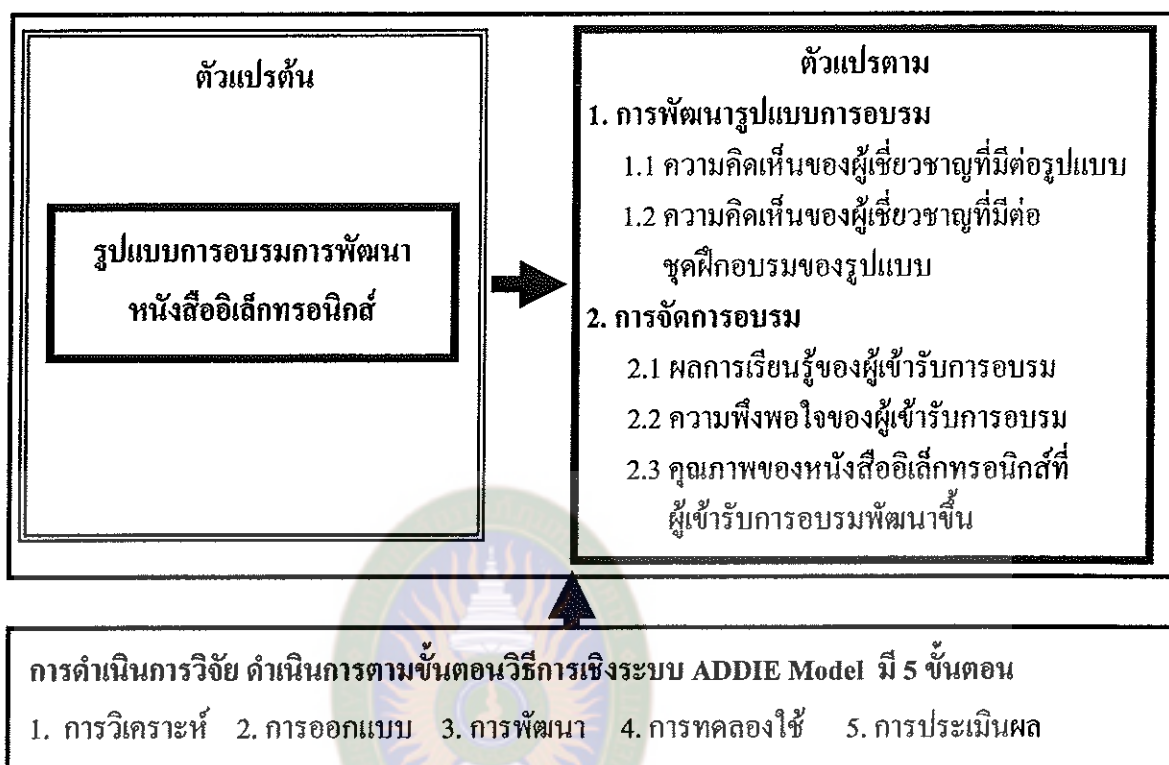 ตัวแปรต้น
รูปแบบการอบรมการพัฒนา
หนังสืออิเล็กทรอนิกส์
ตัวแปรตาม
1. การพัฒนารูปแบบการอบรม
1.1 ความคิดเห็นของผู้เชี่ยวชาญที่มีต่อรูปแบบ
1.2 ความคิดเห็นของผู้เชี่ยวชาญที่มีต่อ
ชุดฝึกอบรมของรูปแบบ
2. การจัดการอบรม
2.1 ผลการเรียนรู้ของผู้เข้ารับการอบรม
2.2 ความพึงพอใจของผู้เข้ารับการอบรม
2.3 คุณภาพของหนังสืออิเล็กทรอนิกส์ที่
ผู้เข้ารับการอบรมพัฒนาขึ้น
การดำเนินการวิจัย ดำเนินการตามขั้นตอนวิธีการเชิงระบบ ADDIE Model มี 5 ขั้นตอน
1. การวิเคราะห์ 2. การออกแบบ 3. การพัฒนา 4. การทดลองใช้ 5. การประเมินผล